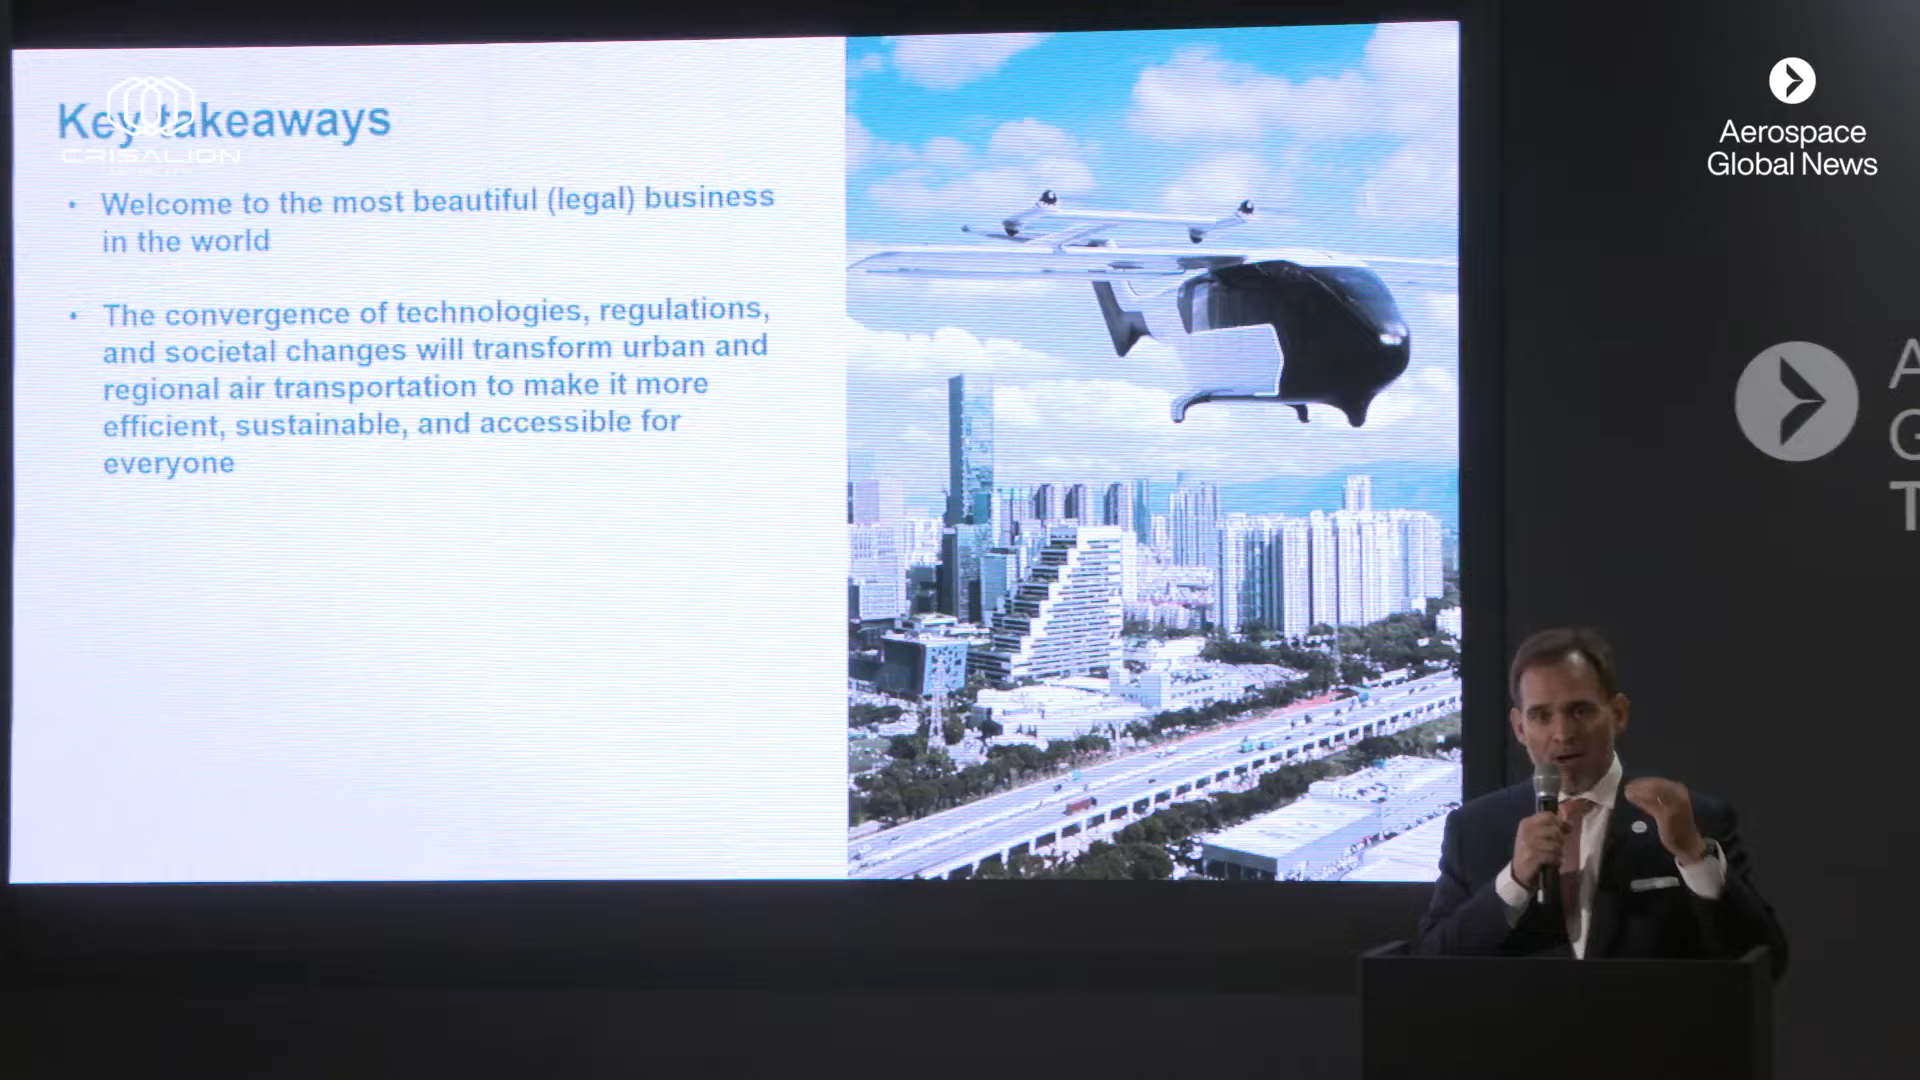 Key takeaways
CRISALION
• Welcome to the most beautiful (legal) business
in the world
• The convergence of technologies, regulations,
and societal changes will transform urban and
regional air transportation to make it more
efficient, sustainable, and accessible for
everyone
Aerospace
Global News
A
G
T